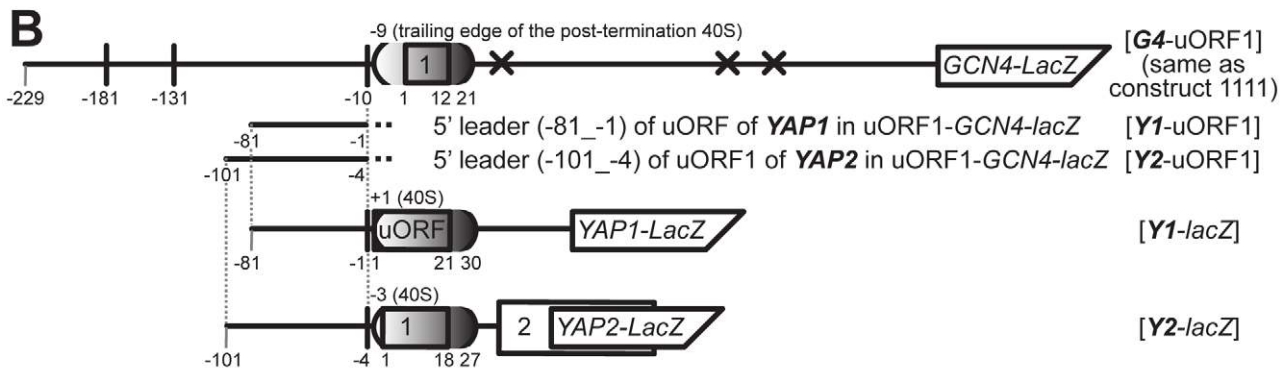 B
-9 (trailing edge of the post-termination 40S)
[G4-uORF1]
1
GCN4-LacZ
(same as
construct 1111)
-229 -181 -131 -10 1 12 21
5' leader (-81_-1) of uORF of YAP1 in uORF1-GCN4-lacZ [Y1-uORF1]
-81 -1
5' leader (-101_-4) of uORF1 of YAP2 in uORF1-GCN4-lacZ [Y2-uORF1]
-101 -4
+1 (40S)
uORF YAP1-LacZ [Y1-lacZ]
-81 -1 1 21 30
-3 (40S)
1 2 YAP2-LacZ [Y2-lacZ]
-101 -4 1 18 27